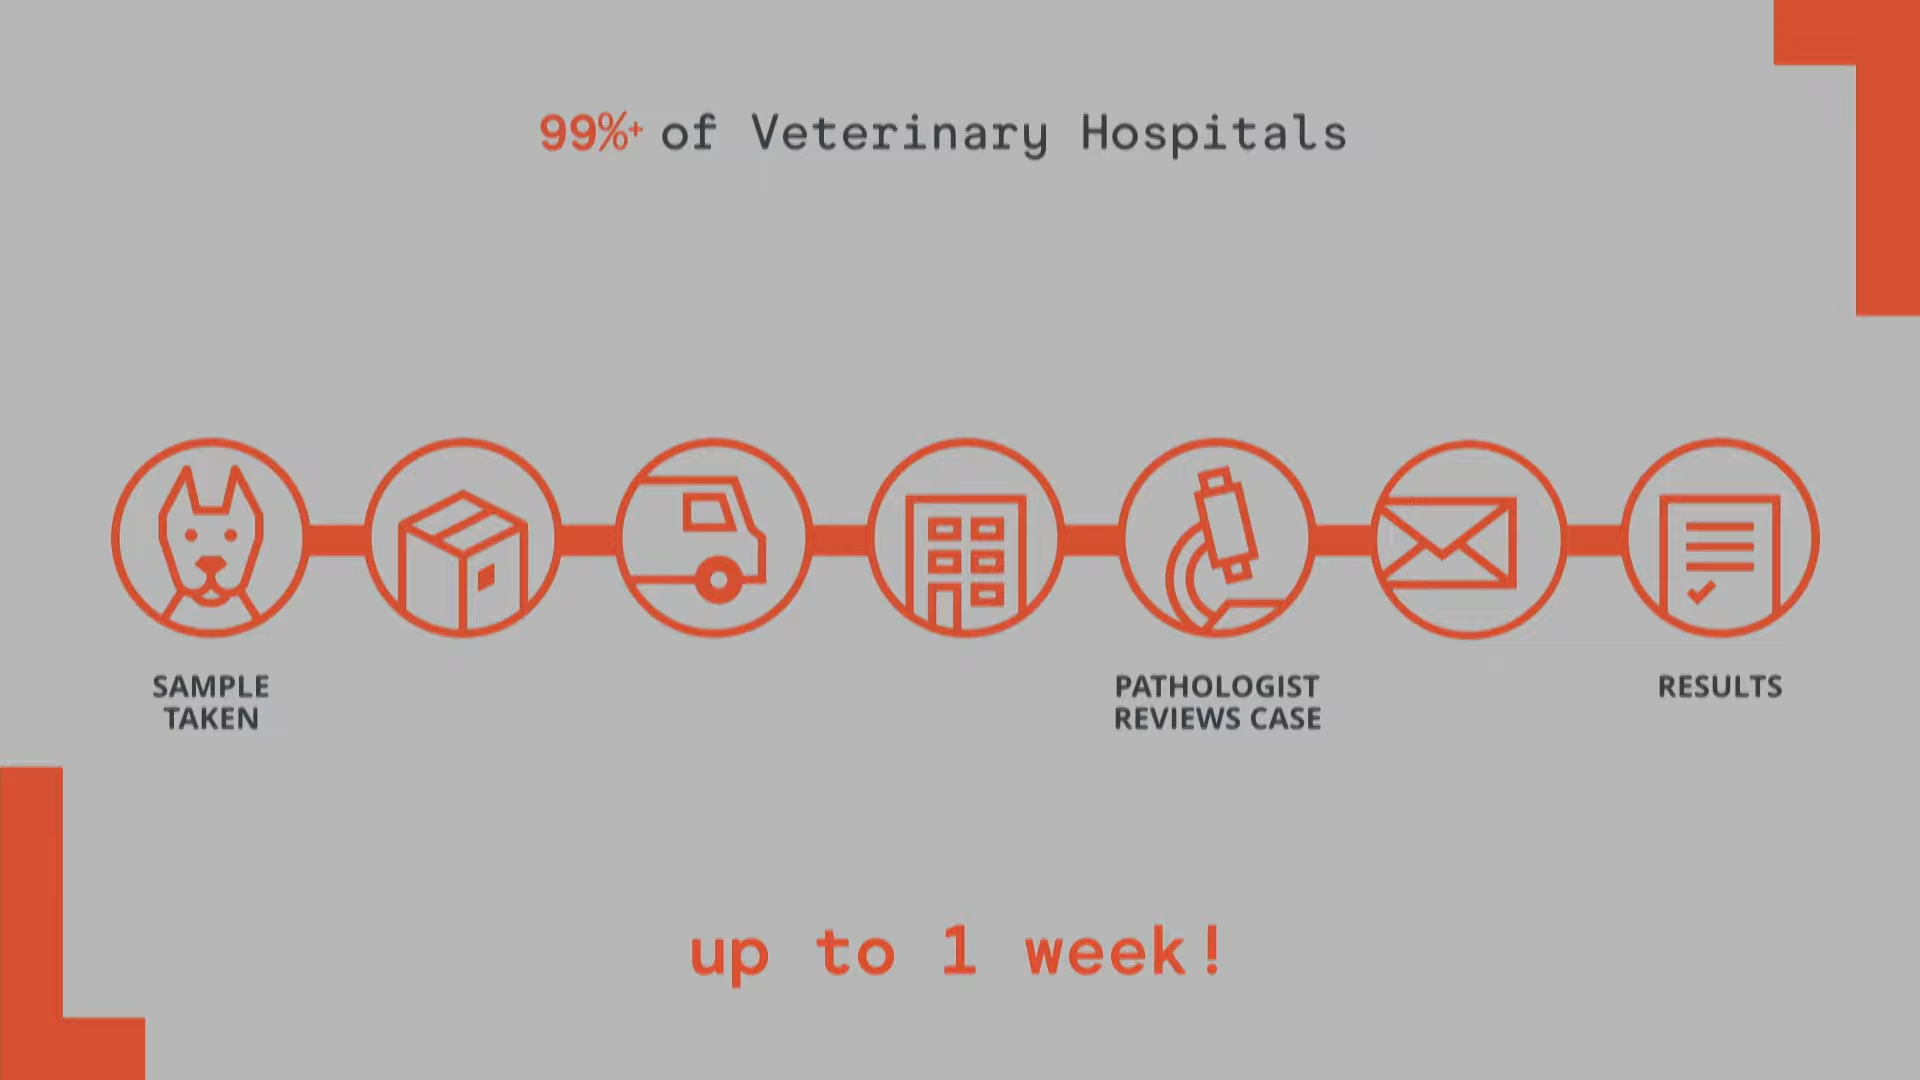 99%+ of Veterinary Hospitals
SAMPLE
TAKEN
PATHOLOGIST
REVIEWS CASE
RESULTS
up to 1 week!